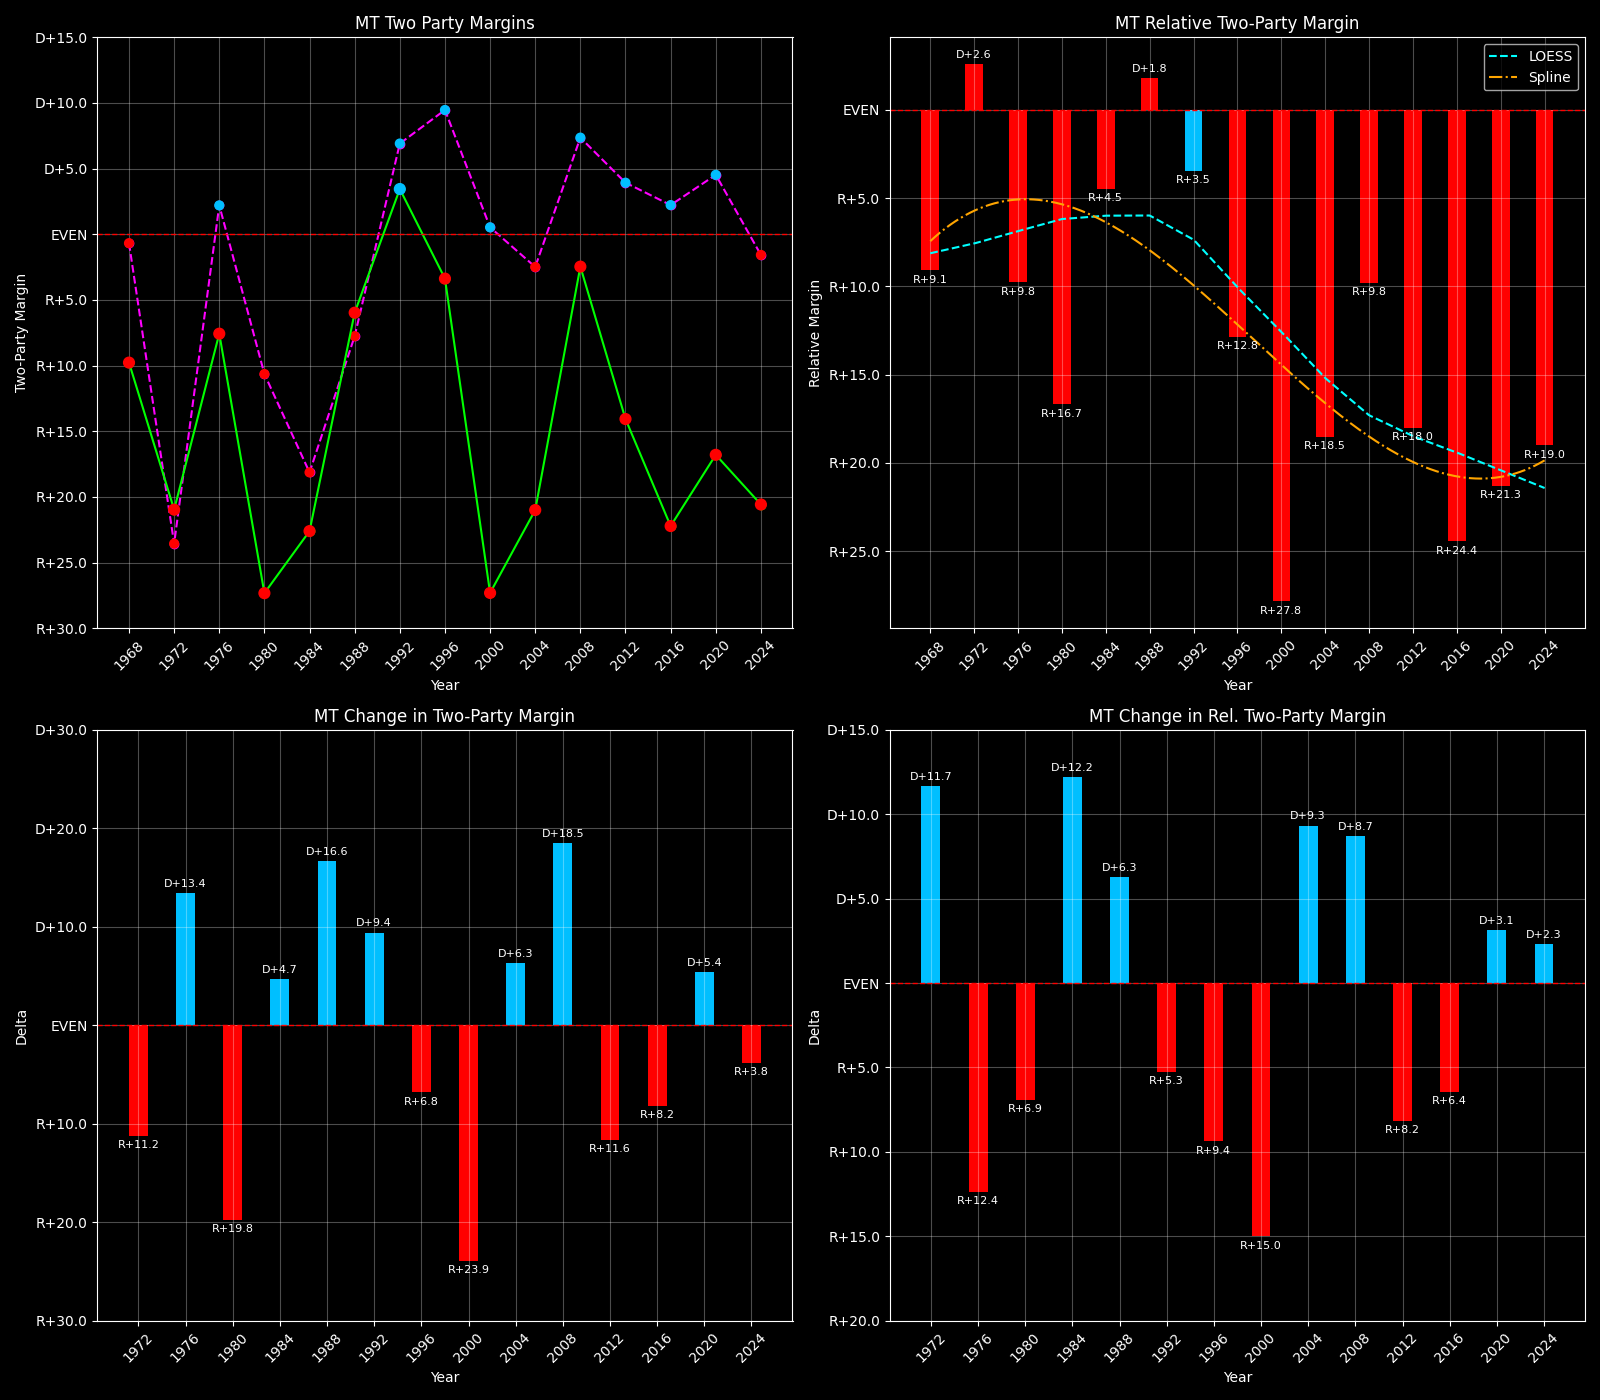 MT Two Party Margins
D+15.0
D+10.0
D+5.0
EVEN
R+5.0
R+10.0
R+15.0
R+20.0
R+25.0
R+30.0
Two-Party Margin
1968 1972 1976 1980 1984 1988 1992 1996 2000 2004 2008 2012 2016 2020 2024
Year
MT Relative Two-Party Margin
LOESS
Spline
EVEN
R+5.0
R+10.0
R+15.0
R+20.0
R+25.0
Relative Margin
R+9.1
D+2.6
R+9.8
R+16.7
R+4.5
D+1.8
R+3.5
R+12.8
R+27.8
R+18.5
R+9.8
R+18.0
R+24.4
R+21.3
R+19.0
1968 1972 1976 1980 1984 1988 1992 1996 2000 2004 2008 2012 2016 2020 2024
Year
MT Change in Two-Party Margin
D+30.0
D+20.0
D+10.0
EVEN
R+10.0
R+20.0
R+30.0
Delta
R+11.2
D+13.4
R+19.8
D+4.7
D+16.6
D+9.4
R+6.8
R+23.9
D+6.3
D+18.5
R+11.6
R+8.2
D+5.4
R+3.8
1972 1976 1980 1984 1988 1992 1996 2000 2004 2008 2012 2016 2020 2024
Year
MT Change in Rel. Two-Party Margin
D+15.0
D+10.0
D+5.0
EVEN
R+5.0
R+10.0
R+15.0
R+20.0
Delta
D+11.7
R+12.4
R+6.9
D+12.2
D+6.3
R+5.3
R+9.4
R+15.0
D+9.3
D+8.7
R+8.2
R+6.4
D+3.1
D+2.3
1972 1976 1980 1984 1988 1992 1996 2000 2004 2008 2012 2016 2020 2024
Year